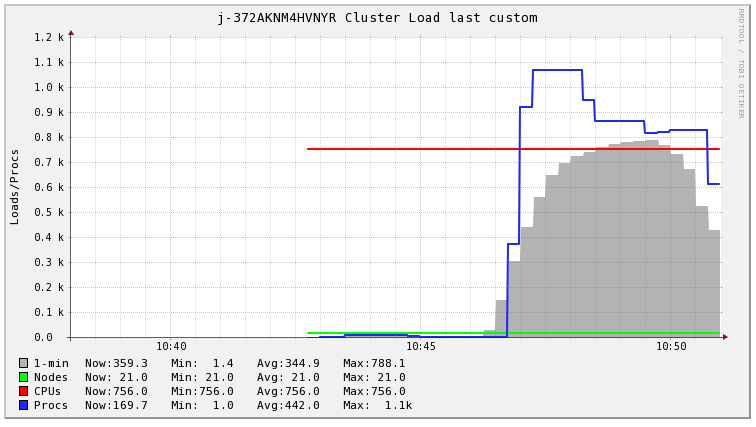 j-372AKNM4HVNYR Cluster Load last custom
RRDTOOL / TOBI OETIKER
Loads/Procs
1.2 k
1.1 k
1.0 k
0.9 k
0.8 k
0.7 k
0.6 k
0.5 k
0.4 k
0.3 k
0.2 k
0.1 k
0.0
10:40 10:45 10:50
1-min Now:359.3 Min: 1.4 Avg:344.9 Max:788.1
Nodes Now: 21.0 Min: 21.0 Avg: 21.0 Max: 21.0
CPUs Now:756.0 Min:756.0 Avg:756.0 Max:756.0
Procs Now:169.7 Min: 1.0 Avg:442.0 Max: 1.1k